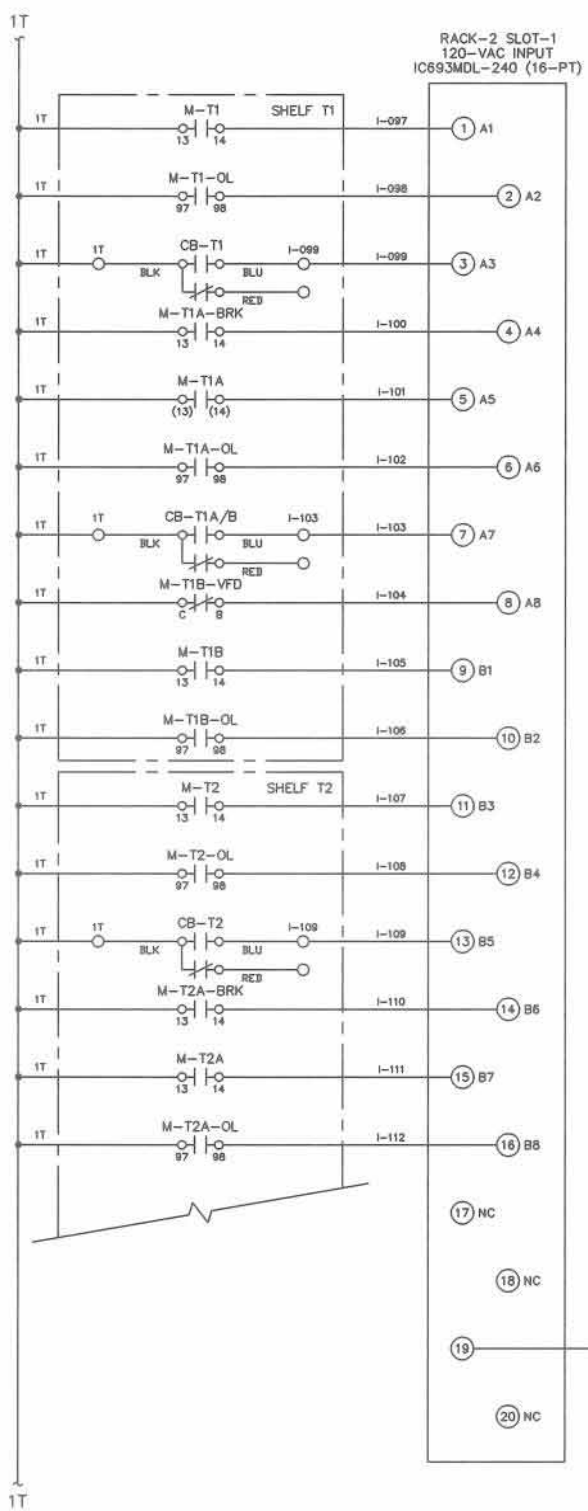 1T
RACK-2 SLOT-1
120-VAC INPUT
IC693MDL-240 (16-PT)
SHELF T1
1T M-T1 13 14 I-097 1 A1
1T M-T1-OL 97 98 I-098 2 A2
1T 1T CB-T1 I-099 I-099 3 A3
BLK BLU
RED
1T M-T1A-BRK 13 14 I-100 4 A4
1T M-T1A (13) (14) I-101 5 A5
1T M-T1A-OL 97 98 I-102 6 A6
1T 1T CB-T1A/B I-103 I-103 7 A7
BLK BLU
RED
1T M-T1B-VFD C B I-104 8 A8
1T M-T1B 13 14 I-105 9 B1
1T M-T1B-OL 97 98 I-106 10 B2
SHELF T2
1T M-T2 13 14 I-107 11 B3
1T M-T2-OL 97 98 I-108 12 B4
1T 1T CB-T2 I-109 I-109 13 B5
BLK BLU
RED
1T M-T2A-BRK 13 14 I-110 14 B6
1T M-T2A 13 14 I-111 15 B7
1T M-T2A-OL 97 98 I-112 16 B8
17 NC
18 NC
19
20 NC
1T